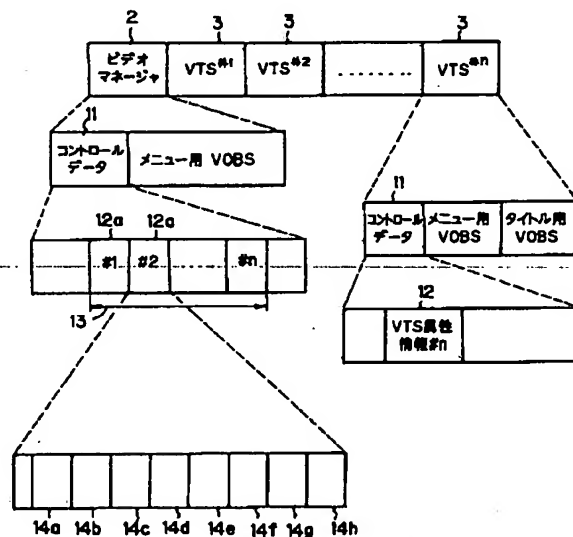 2 3 3 3
ビデオ
マネージャ
VTS#1 VTS#2 ........ VTS#n
11
コントロール
データ
メニュー用 VOBS
11
コントロール
データ
メニュー用
VOBS
タイトル用
VOBS
12a 12a
#1 #2 #n
13
12
VTS属性
情報#n
14a 14b 14c 14d 14e 14f 14g 14h